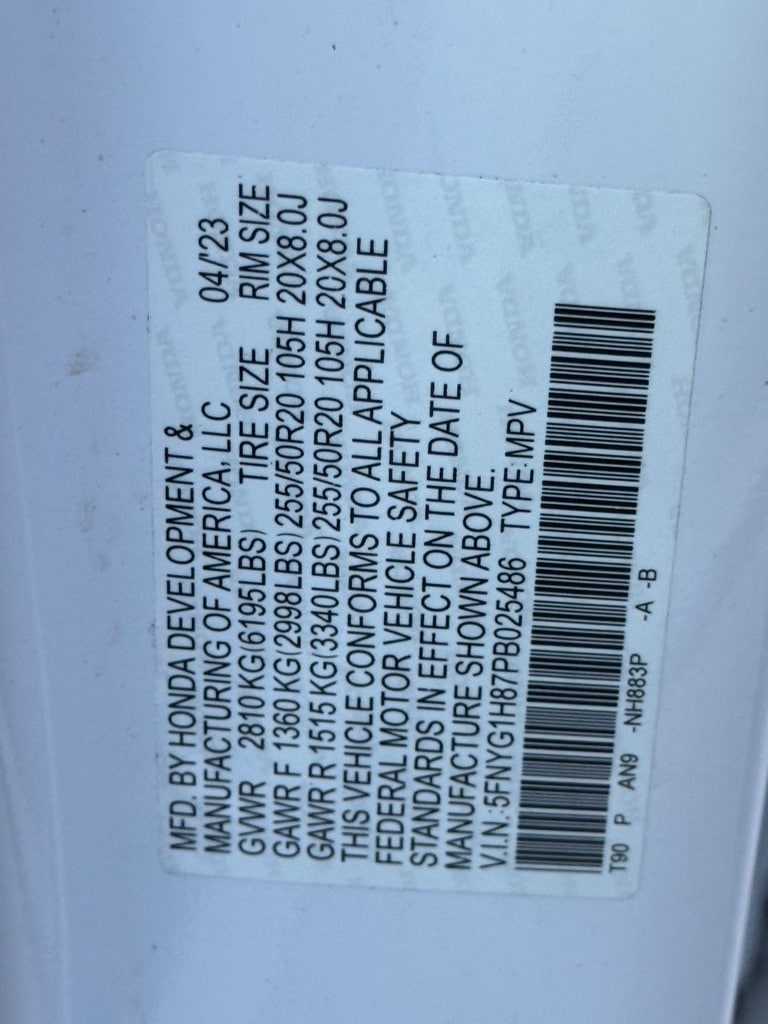 MFD. BY HONDA DEVELOPMENT &
MANUFACTURING OF AMERICA, LLC 04/'23
GVWR 2810 KG(6195LBS) TIRE SIZE RIM SIZE
GAWR F 1360 KG(2998LBS) 255/50R20 105H 20X8.0J
GAWR R 1515 KG(3340LBS) 255/50R20 105H 20X8.0J
THIS VEHICLE CONFORMS TO ALL APPLICABLE
FEDERAL MOTOR VEHICLE SAFETY
STANDARDS IN EFFECT ON THE DATE OF
MANUFACTURE SHOWN ABOVE.
V.I.N.:5FNYG1H87PB025486 TYPE:MPV
T90 P AN9 -NH883P -A -B